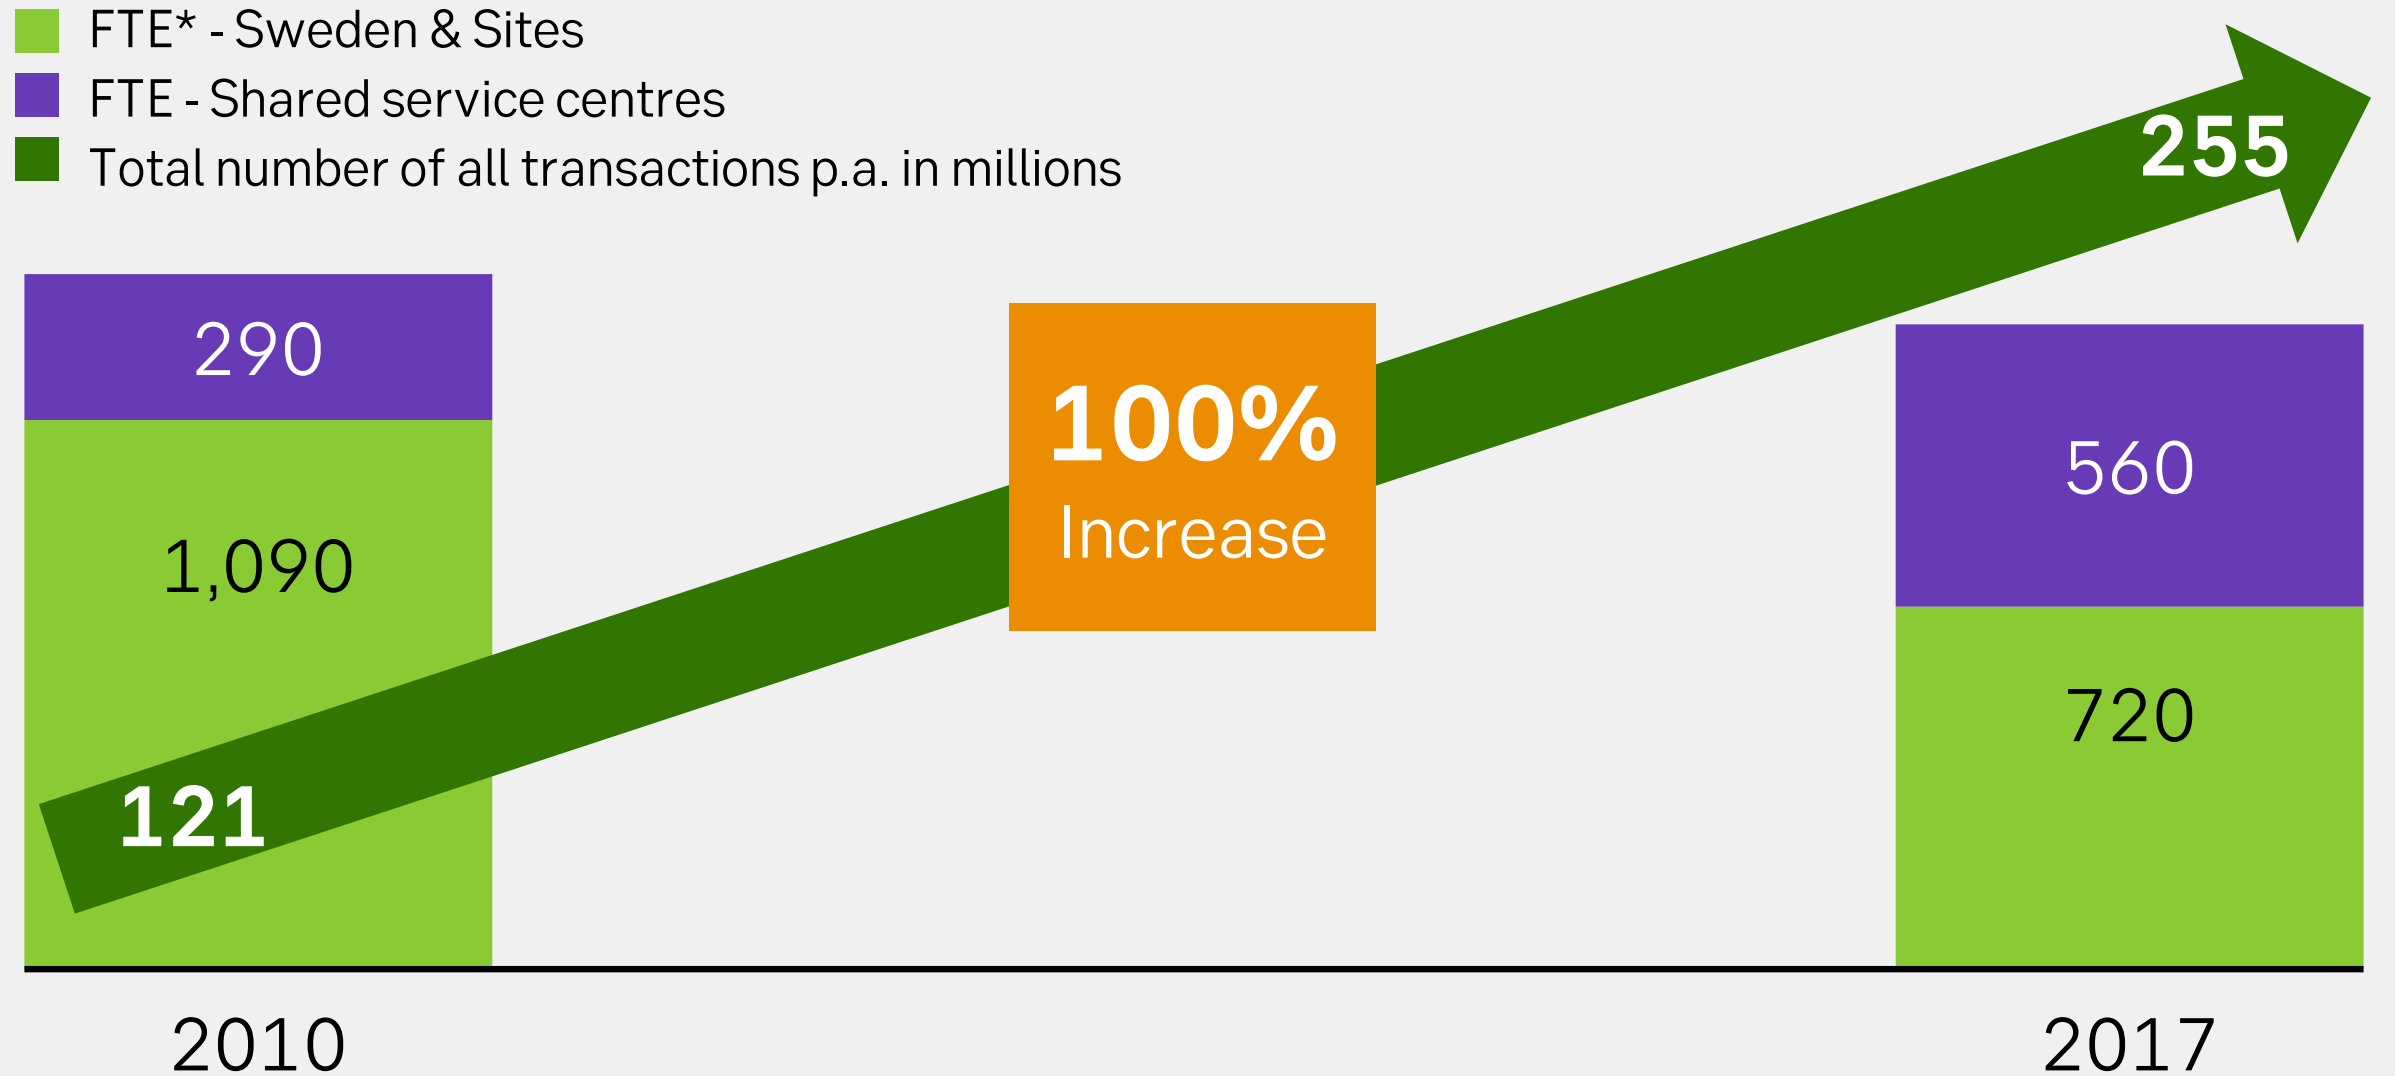 FTE* - Sweden & Sites
FTE - Shared service centres
Total number of all transactions p.a. in millions
255
290
100%
Increase
560
1,090
720
121
2010
2017